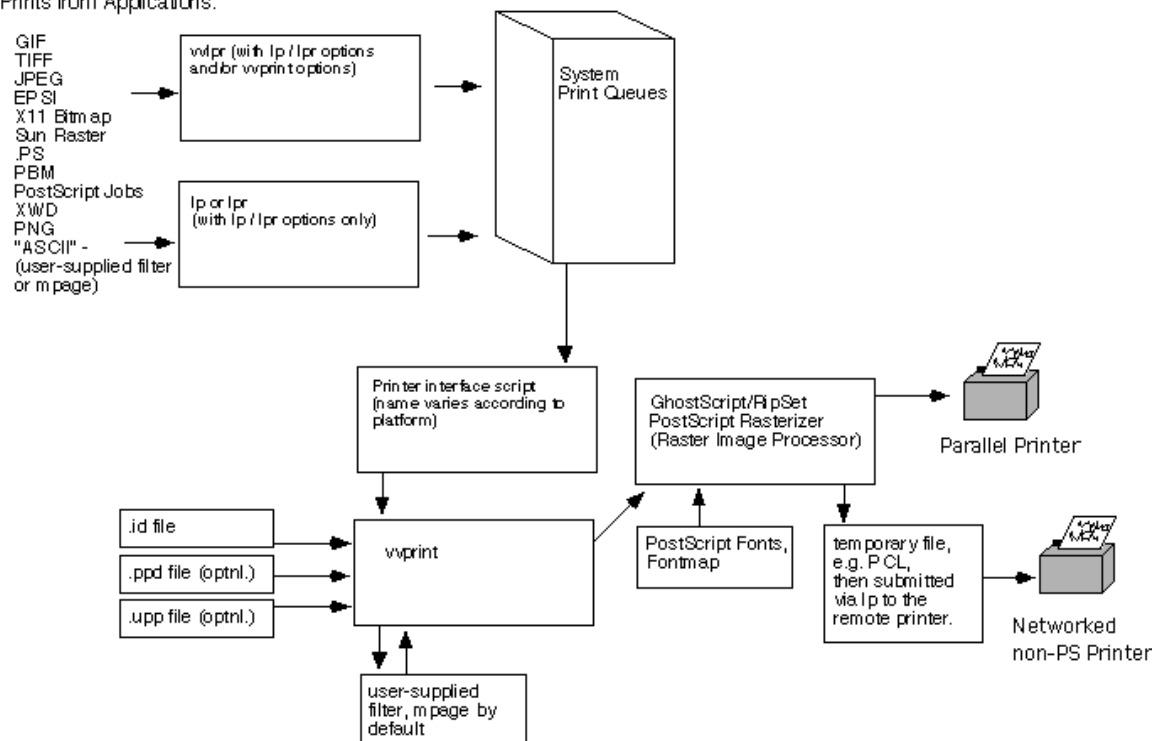 Prints from Applications:
GIF
TIFF
JPEG
EPSI
X11 Bitmap
Sun Raster
.PS
PBM
PostScript Jobs
XWD
PNG
"ASCII" -
(user-supplied filter
or mpage)
vvlpr (with lp / lpr options
and/or vvprint options)
lp or lpr
(with lp / lpr options only)
System
Print Queues
Printer interface script
(name varies according to
platform)
GhostScript/RipSet
PostScript Rasterizer
(Raster Image Processor)
Parallel Printer
.id file
.ppd file (optnl.)
.upp file (optnl.)
vvprint
PostScript Fonts,
Fontmap
temporary file,
e.g. PCL,
then submitted
via lp to the
remote printer.
Networked
non-PS Printer
user-supplied
filter, mpage by
default